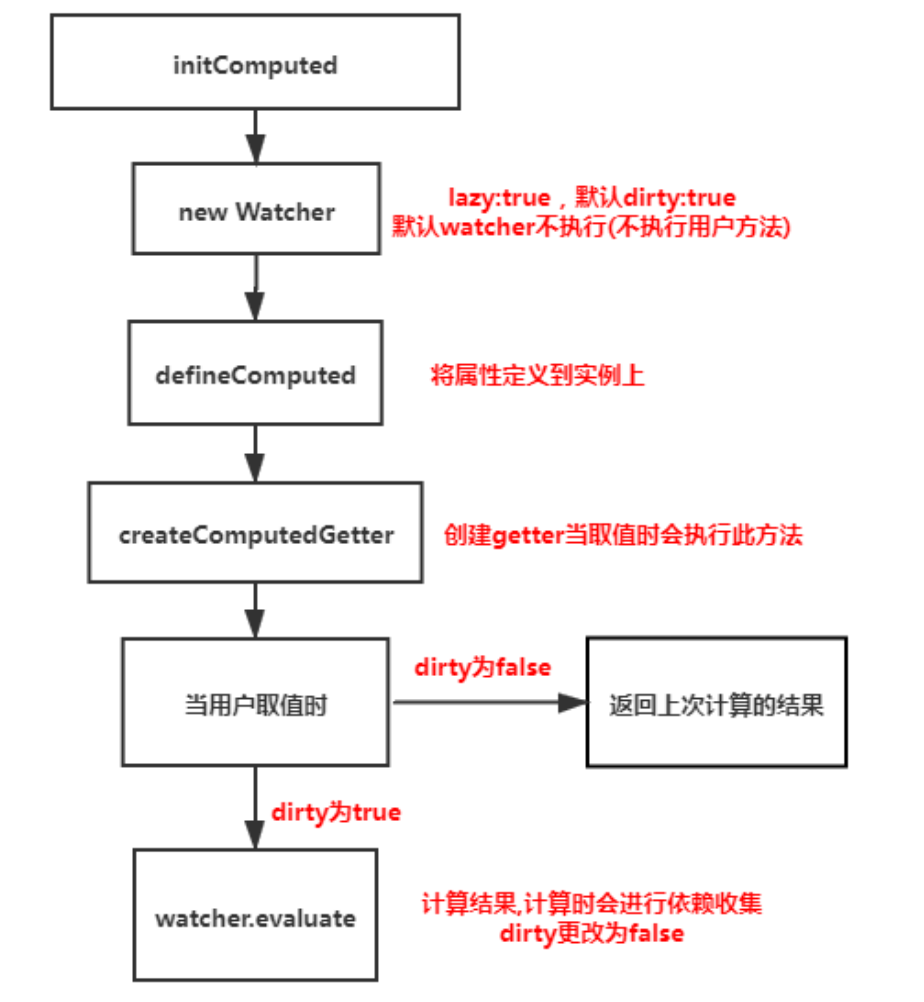 initComputed
new Watcher
lazy:true，默认dirty:true
默认watcher不执行(不执行用户方法)
defineComputed
将属性定义到实例上
createComputedGetter
创建getter当取值时会执行此方法
当用户取值时
dirty为false
返回上次计算的结果
dirty为true
watcher.evaluate
计算结果,计算时会进行依赖收集
dirty更改为false